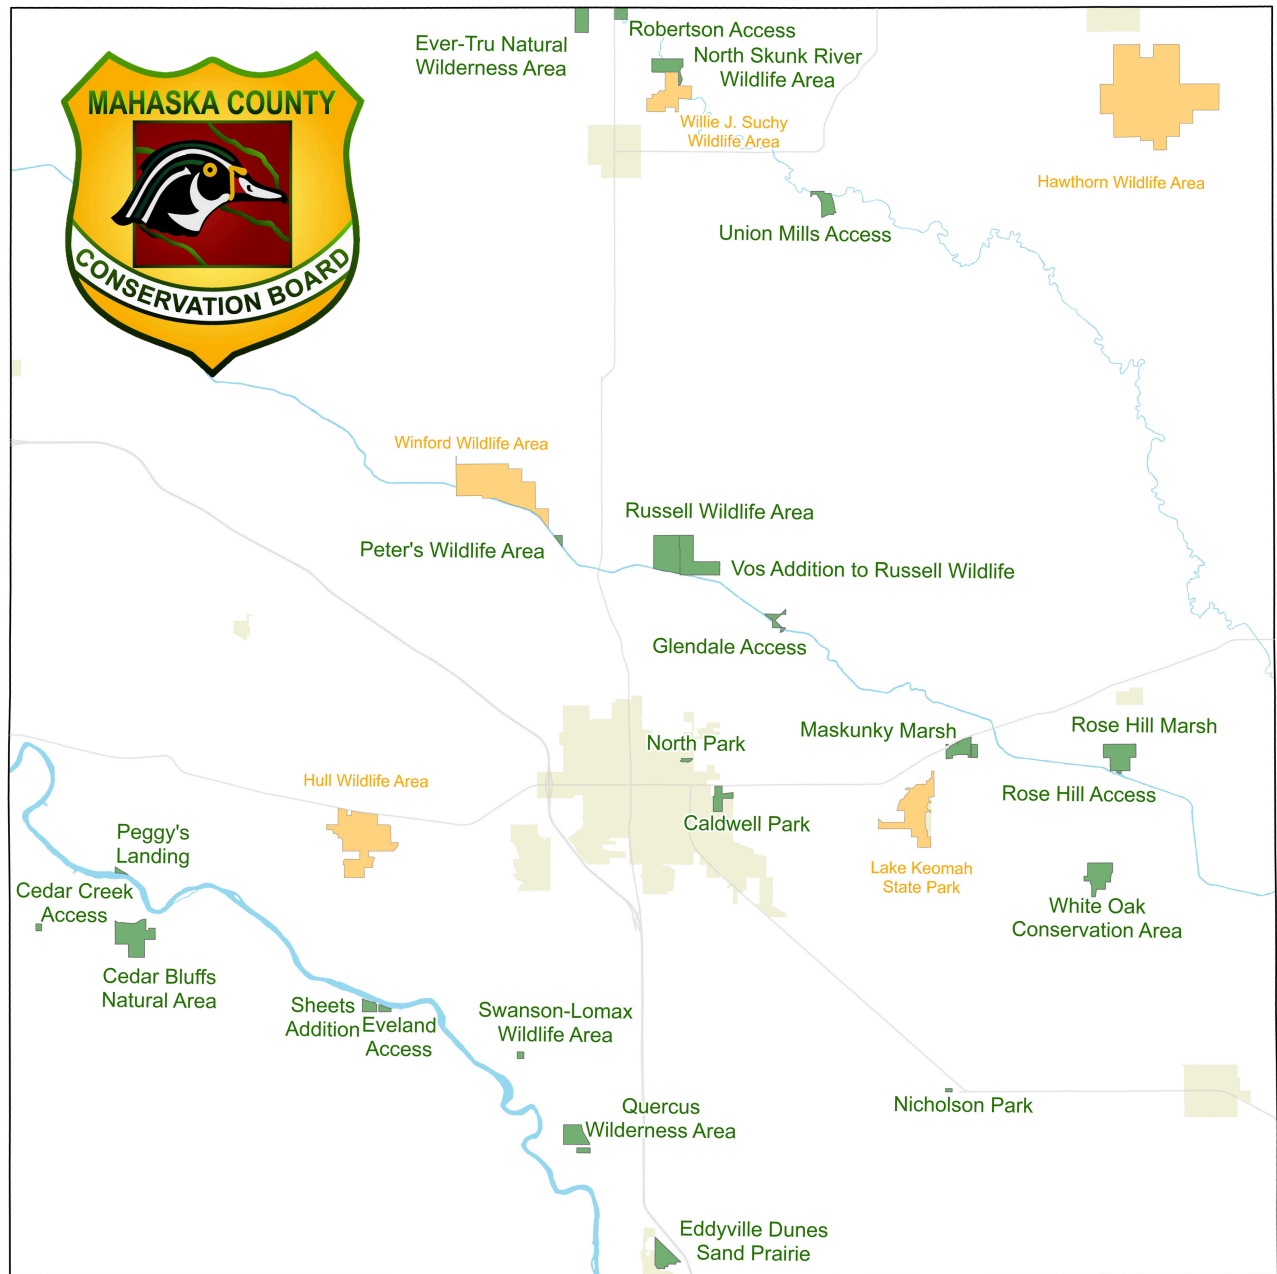 Robertson Access
Ever-Tru Natural
Wilderness Area
North Skunk River
Wildlife Area
MAHASKA COUNTY
CONSERVATION BOARD
Willie J. Suchy
Wildlife Area
Hawthorn Wildlife Area
Union Mills Access
Winford Wildlife Area
Russell Wildlife Area
Peter's Wildlife Area
Vos Addition to Russell Wildlife
Glendale Access
North Park
Maskunky Marsh
Rose Hill Marsh
Hull Wildlife Area
Rose Hill Access
Caldwell Park
Peggy's
Landing
Lake Keomah
State Park
Cedar Creek
Access
White Oak
Conservation Area
Cedar Bluffs
Natural Area
Sheets
Addition
Eveland
Access
Swanson-Lomax
Wildlife Area
Nicholson Park
Quercus
Wilderness Area
Eddyville Dunes
Sand Prairie